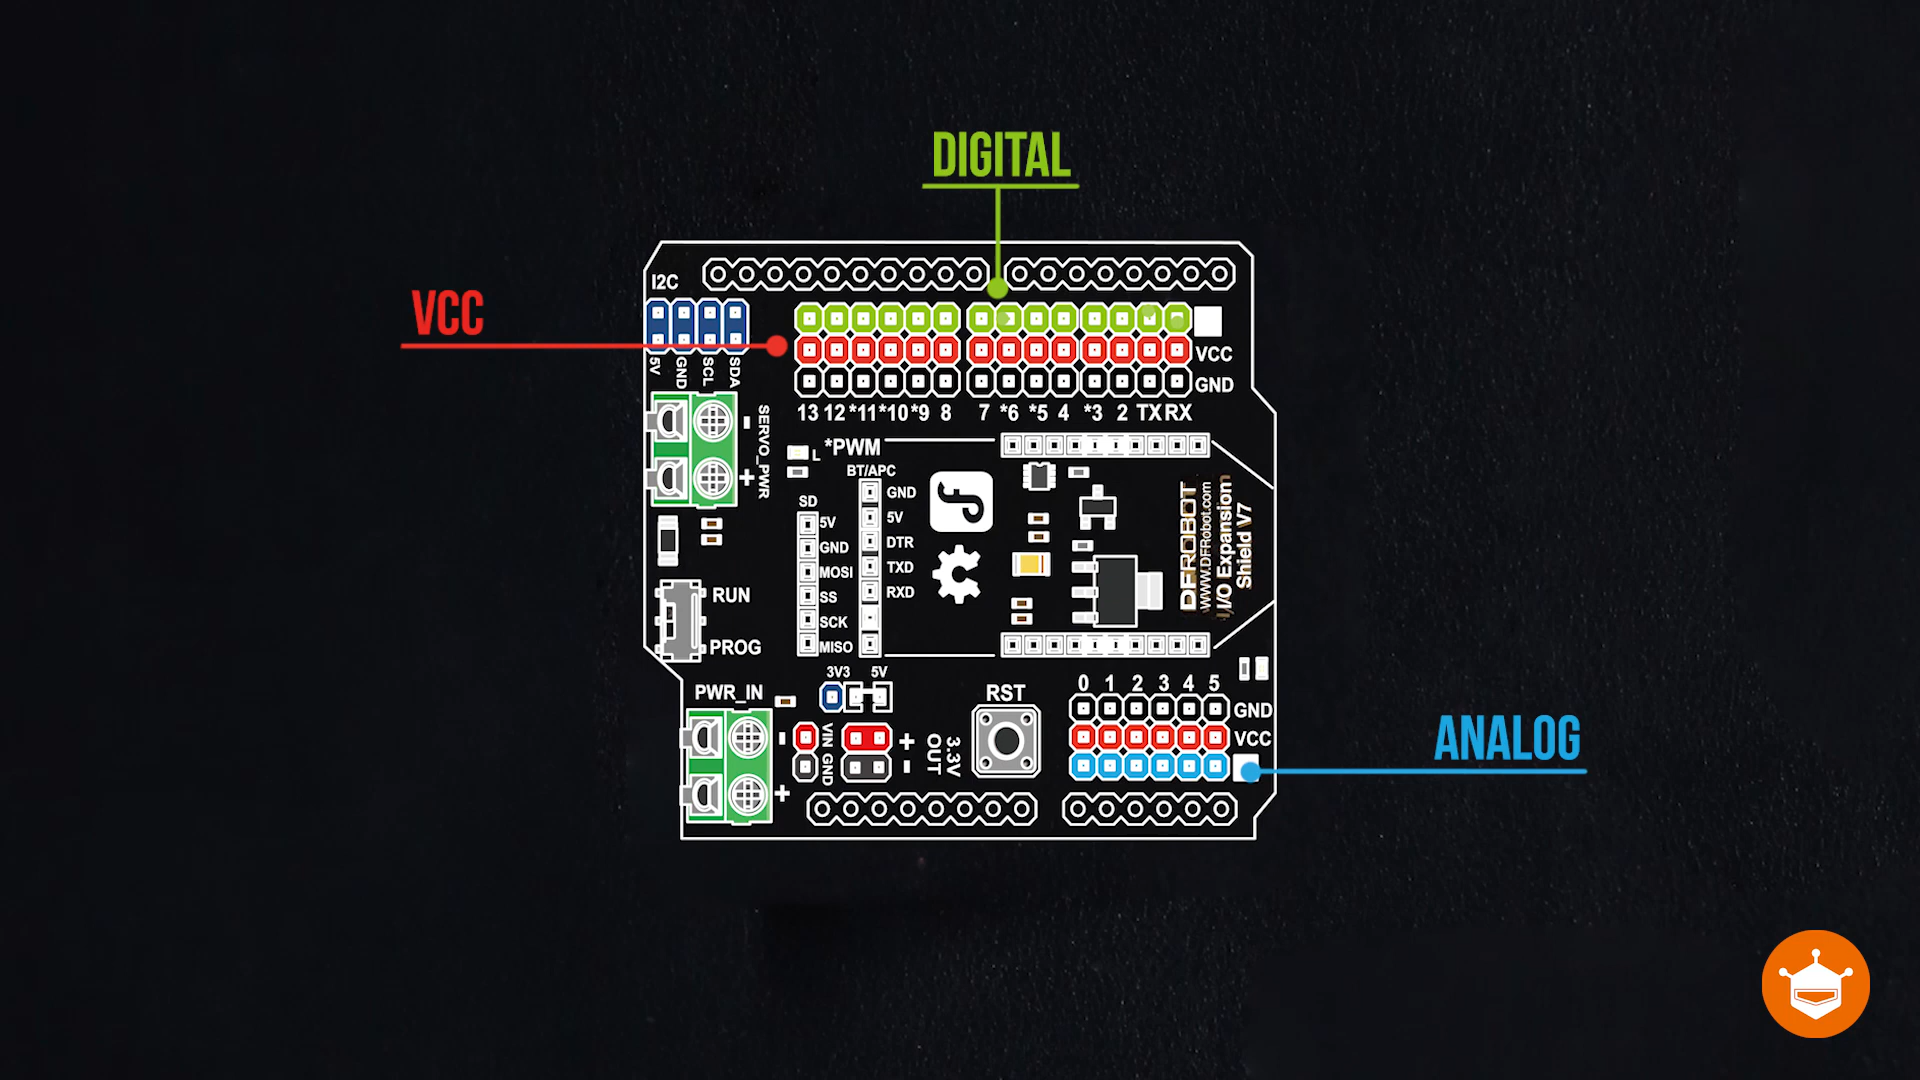 DIGITAL
VCC
I2C
5V
GND
SCL
SDA
VCC
GND
13 12 *11 *10 *9 8 7 *6 *5 4 *3 2 TX RX
SERVO_PWR
-
+
L
*PWM
BT/APC
GND
5V
DTR
TXD
RXD
SD
5V
GND
MOSI
SS
SCK
MISO
DFROBOT
WWW.DFRobot.com
I/O Expansion
Shield V7
RUN
PROG
3V3 5V
PWR_IN
-
+
VIN GND
+
-
3.3V
OUT
RST
0 1 2 3 4 5
GND
VCC
ANALOG